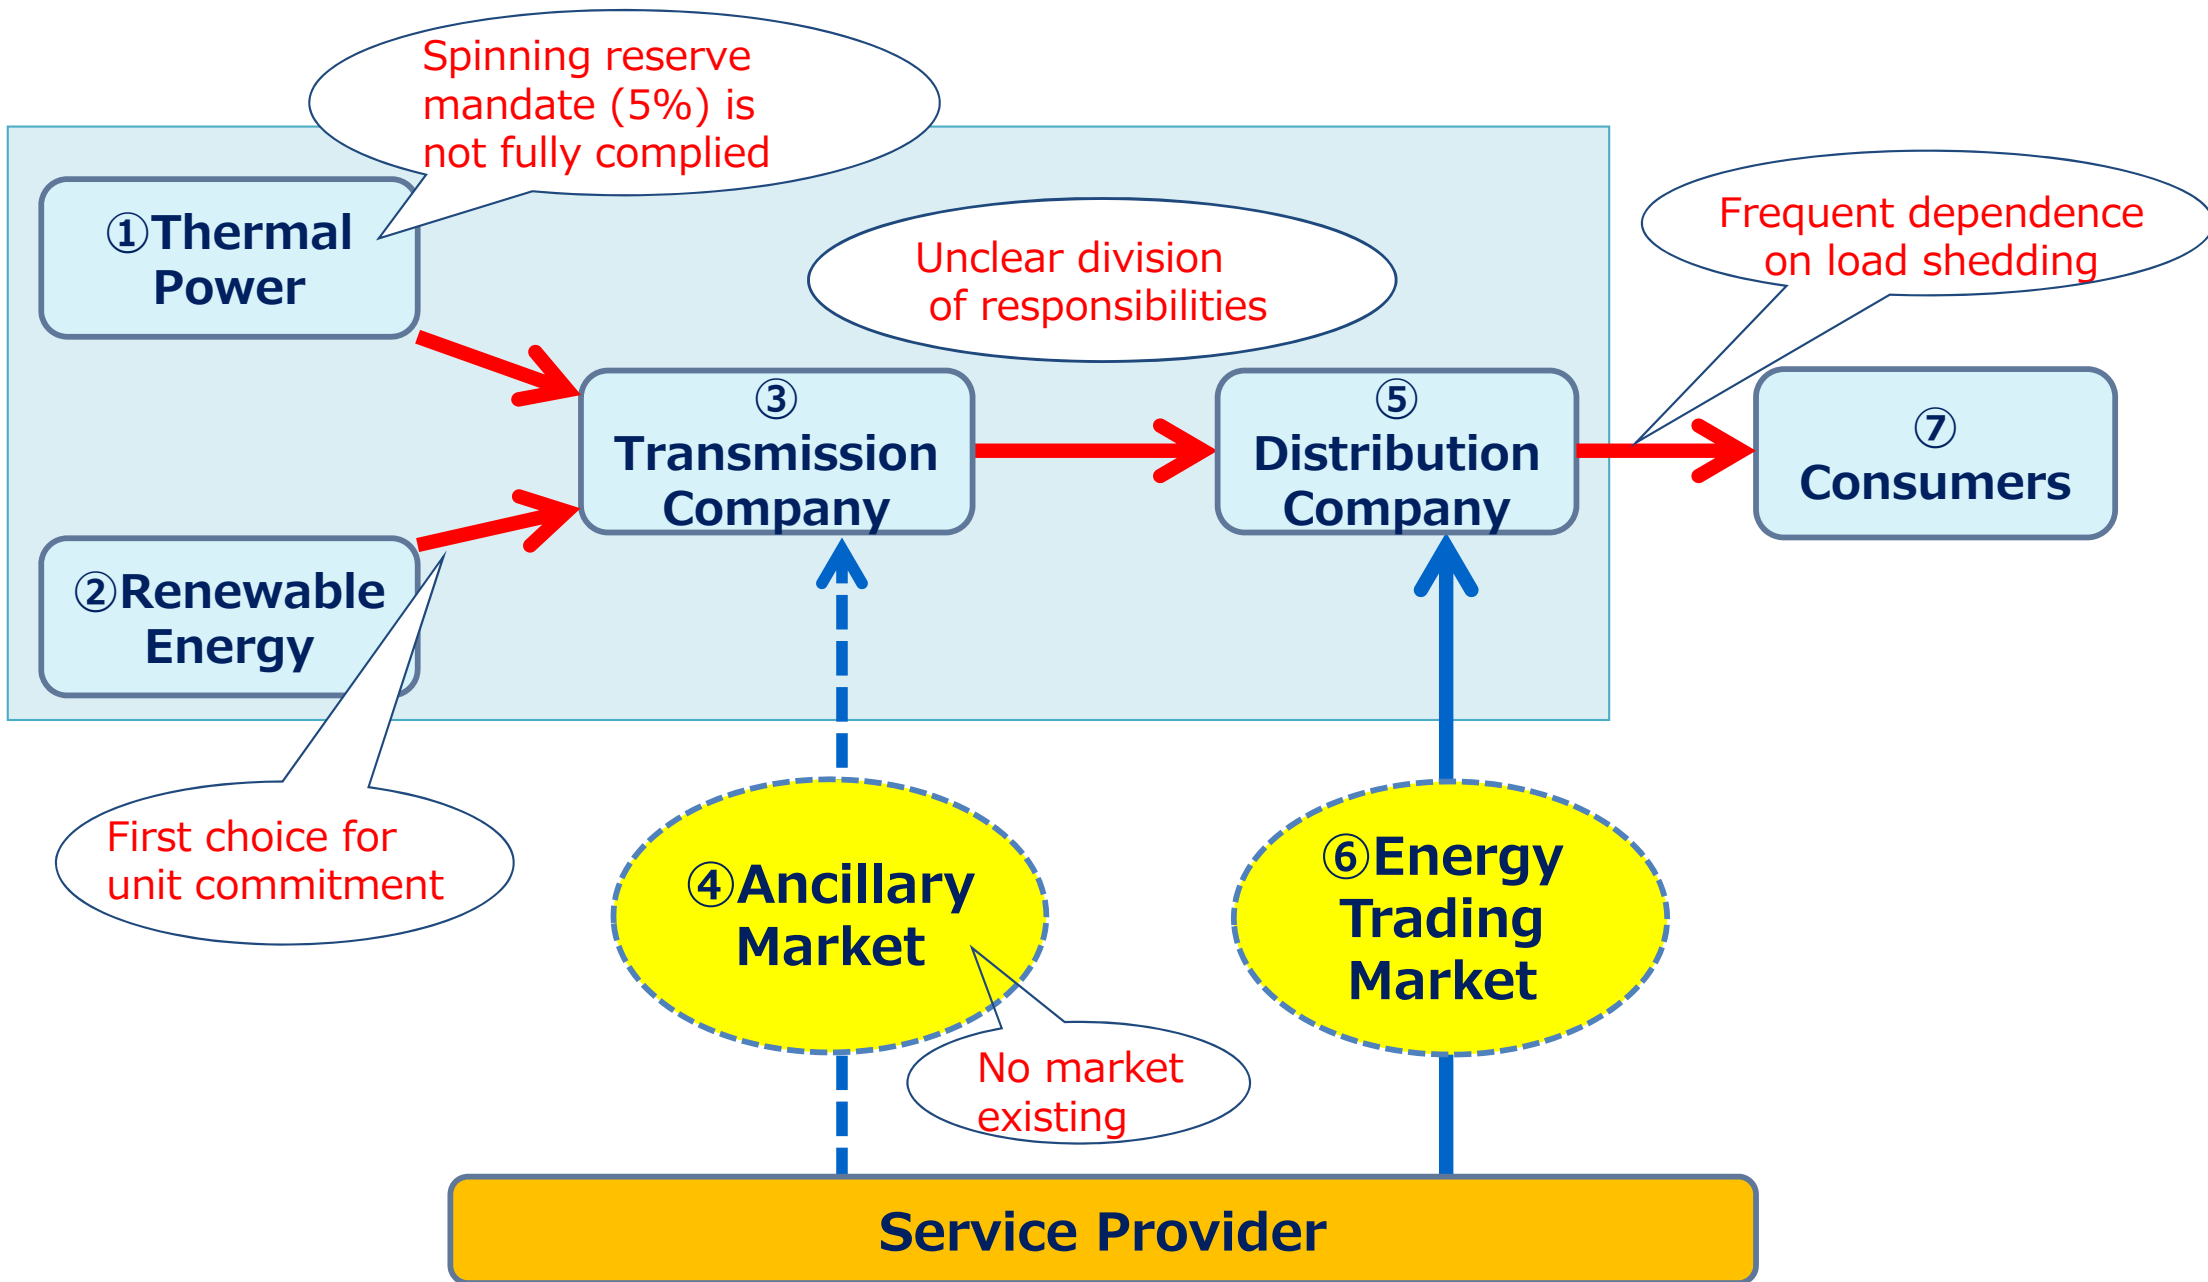 Spinning reserve
mandate (5%) is
not fully complied
①Thermal
Power
Unclear division
of responsibilities
Frequent dependence
on load shedding
③
Transmission
Company
⑤
Distribution
Company
⑦
Consumers
②Renewable
Energy
First choice for
unit commitment
④Ancillary
Market
⑥Energy
Trading
Market
No market
existing
Service Provider